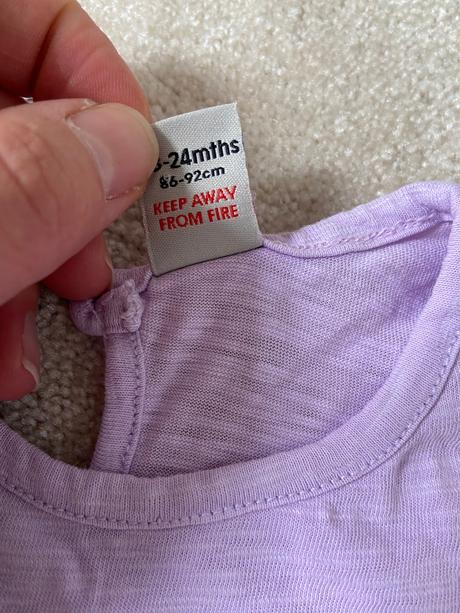 -24mths
86-92cm
KEEP AWAY
FROM FIRE